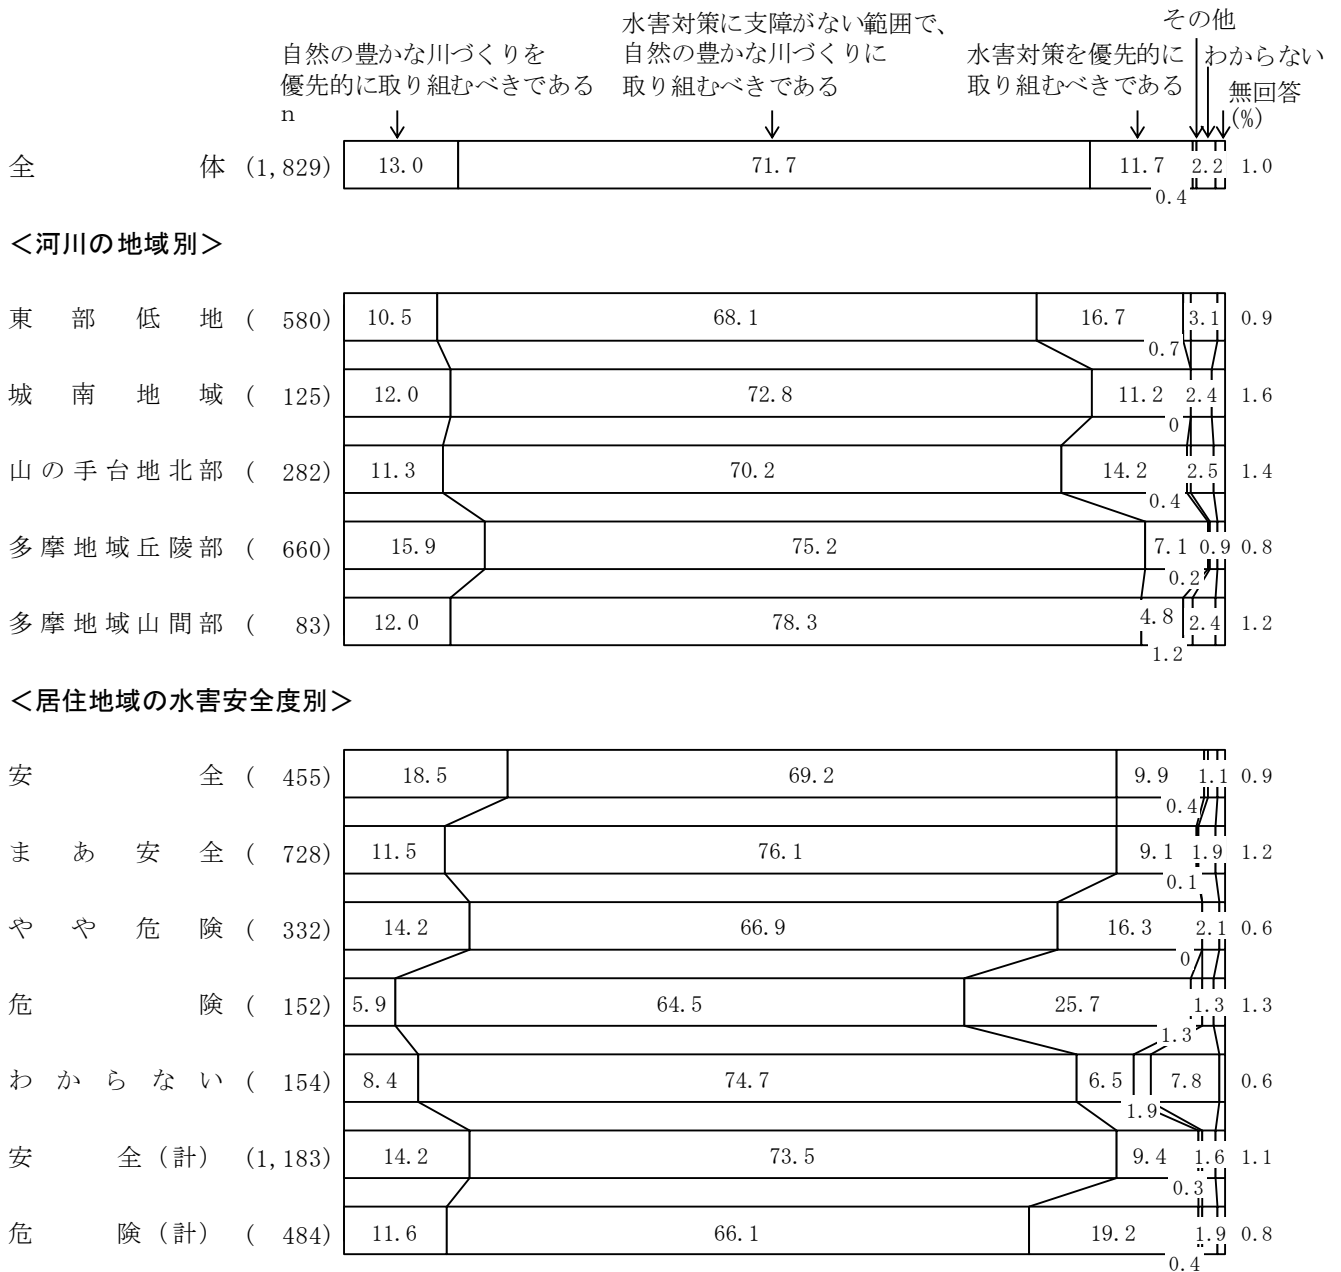 その他
水害対策に支障がない範囲で、
自然の豊かな川づくりを 自然の豊かな川づくりに 水害対策を優先的に わからない
優先的に取り組むべきである 取り組むべきである 取り組むべきである 無回答
n (%)
全体 (1,829) 13.0 71.7 11.7 2.2 1.0
0.4
＜河川の地域別＞
東部低地 ( 580) 10.5 68.1 16.7 3.1 0.9
0.7
城南地域 ( 125) 12.0 72.8 11.2 2.4 1.6
0
山の手台地北部 ( 282) 11.3 70.2 14.2 2.5 1.4
0.4
多摩地域丘陵部 ( 660) 15.9 75.2 7.1 0.9 0.8
0.2
多摩地域山間部 ( 83) 12.0 78.3 4.8 2.4 1.2
1.2
＜居住地域の水害安全度別＞
安全 ( 455) 18.5 69.2 9.9 1.1 0.9
0.4
まあ安全 ( 728) 11.5 76.1 9.1 1.9 1.2
0.1
やや危険 ( 332) 14.2 66.9 16.3 2.1 0.6
0
危険 ( 152) 5.9 64.5 25.7 1.3 1.3
1.3
わからない ( 154) 8.4 74.7 6.5 7.8 0.6
1.9
安全（計） (1,183) 14.2 73.5 9.4 1.6 1.1
0.3
危険（計） ( 484) 11.6 66.1 19.2 1.9 0.8
0.4